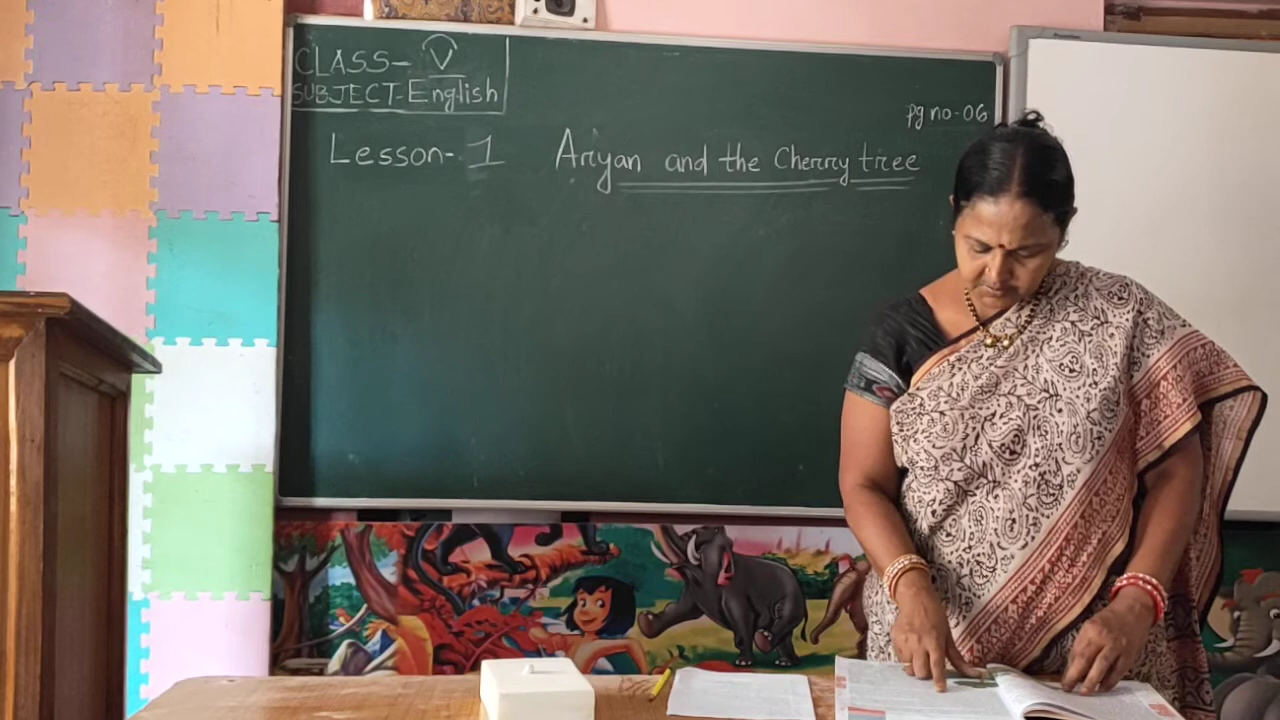 CLASS- V
SUBJECT-English
pg no-06
Lesson-1 Ariyan and the Cherry tree